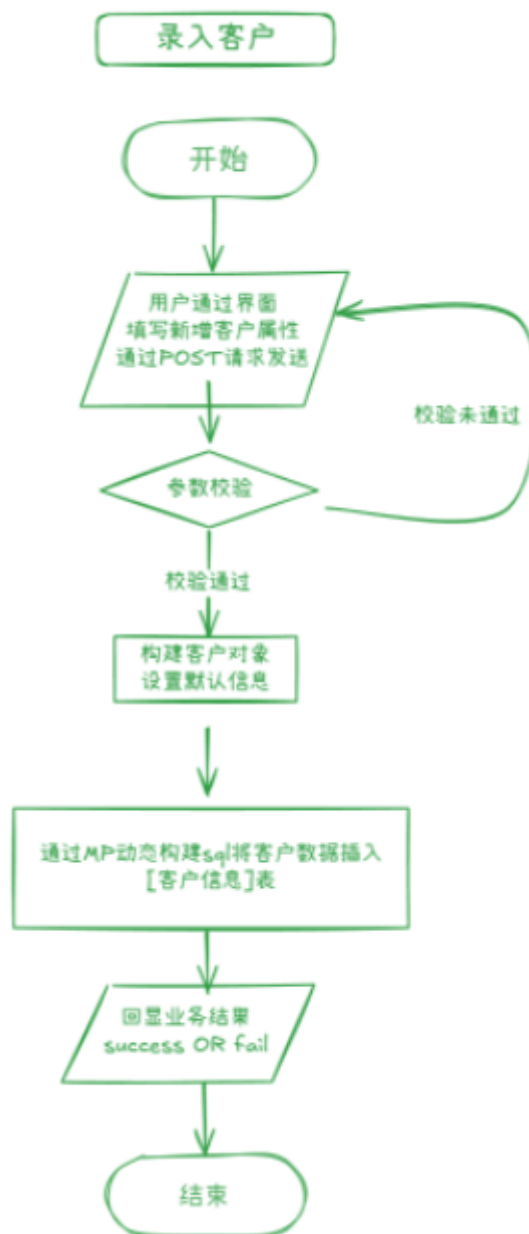 录入客户
开始
用户通过界面
填写新增客户属性
通过POST请求发送
校验未通过
参数校验
校验通过
构建客户对象
设置默认信息
通过MP动态构建sql将客户数据插入
[客户信息]表
回显业务结果
success OR fail
结束